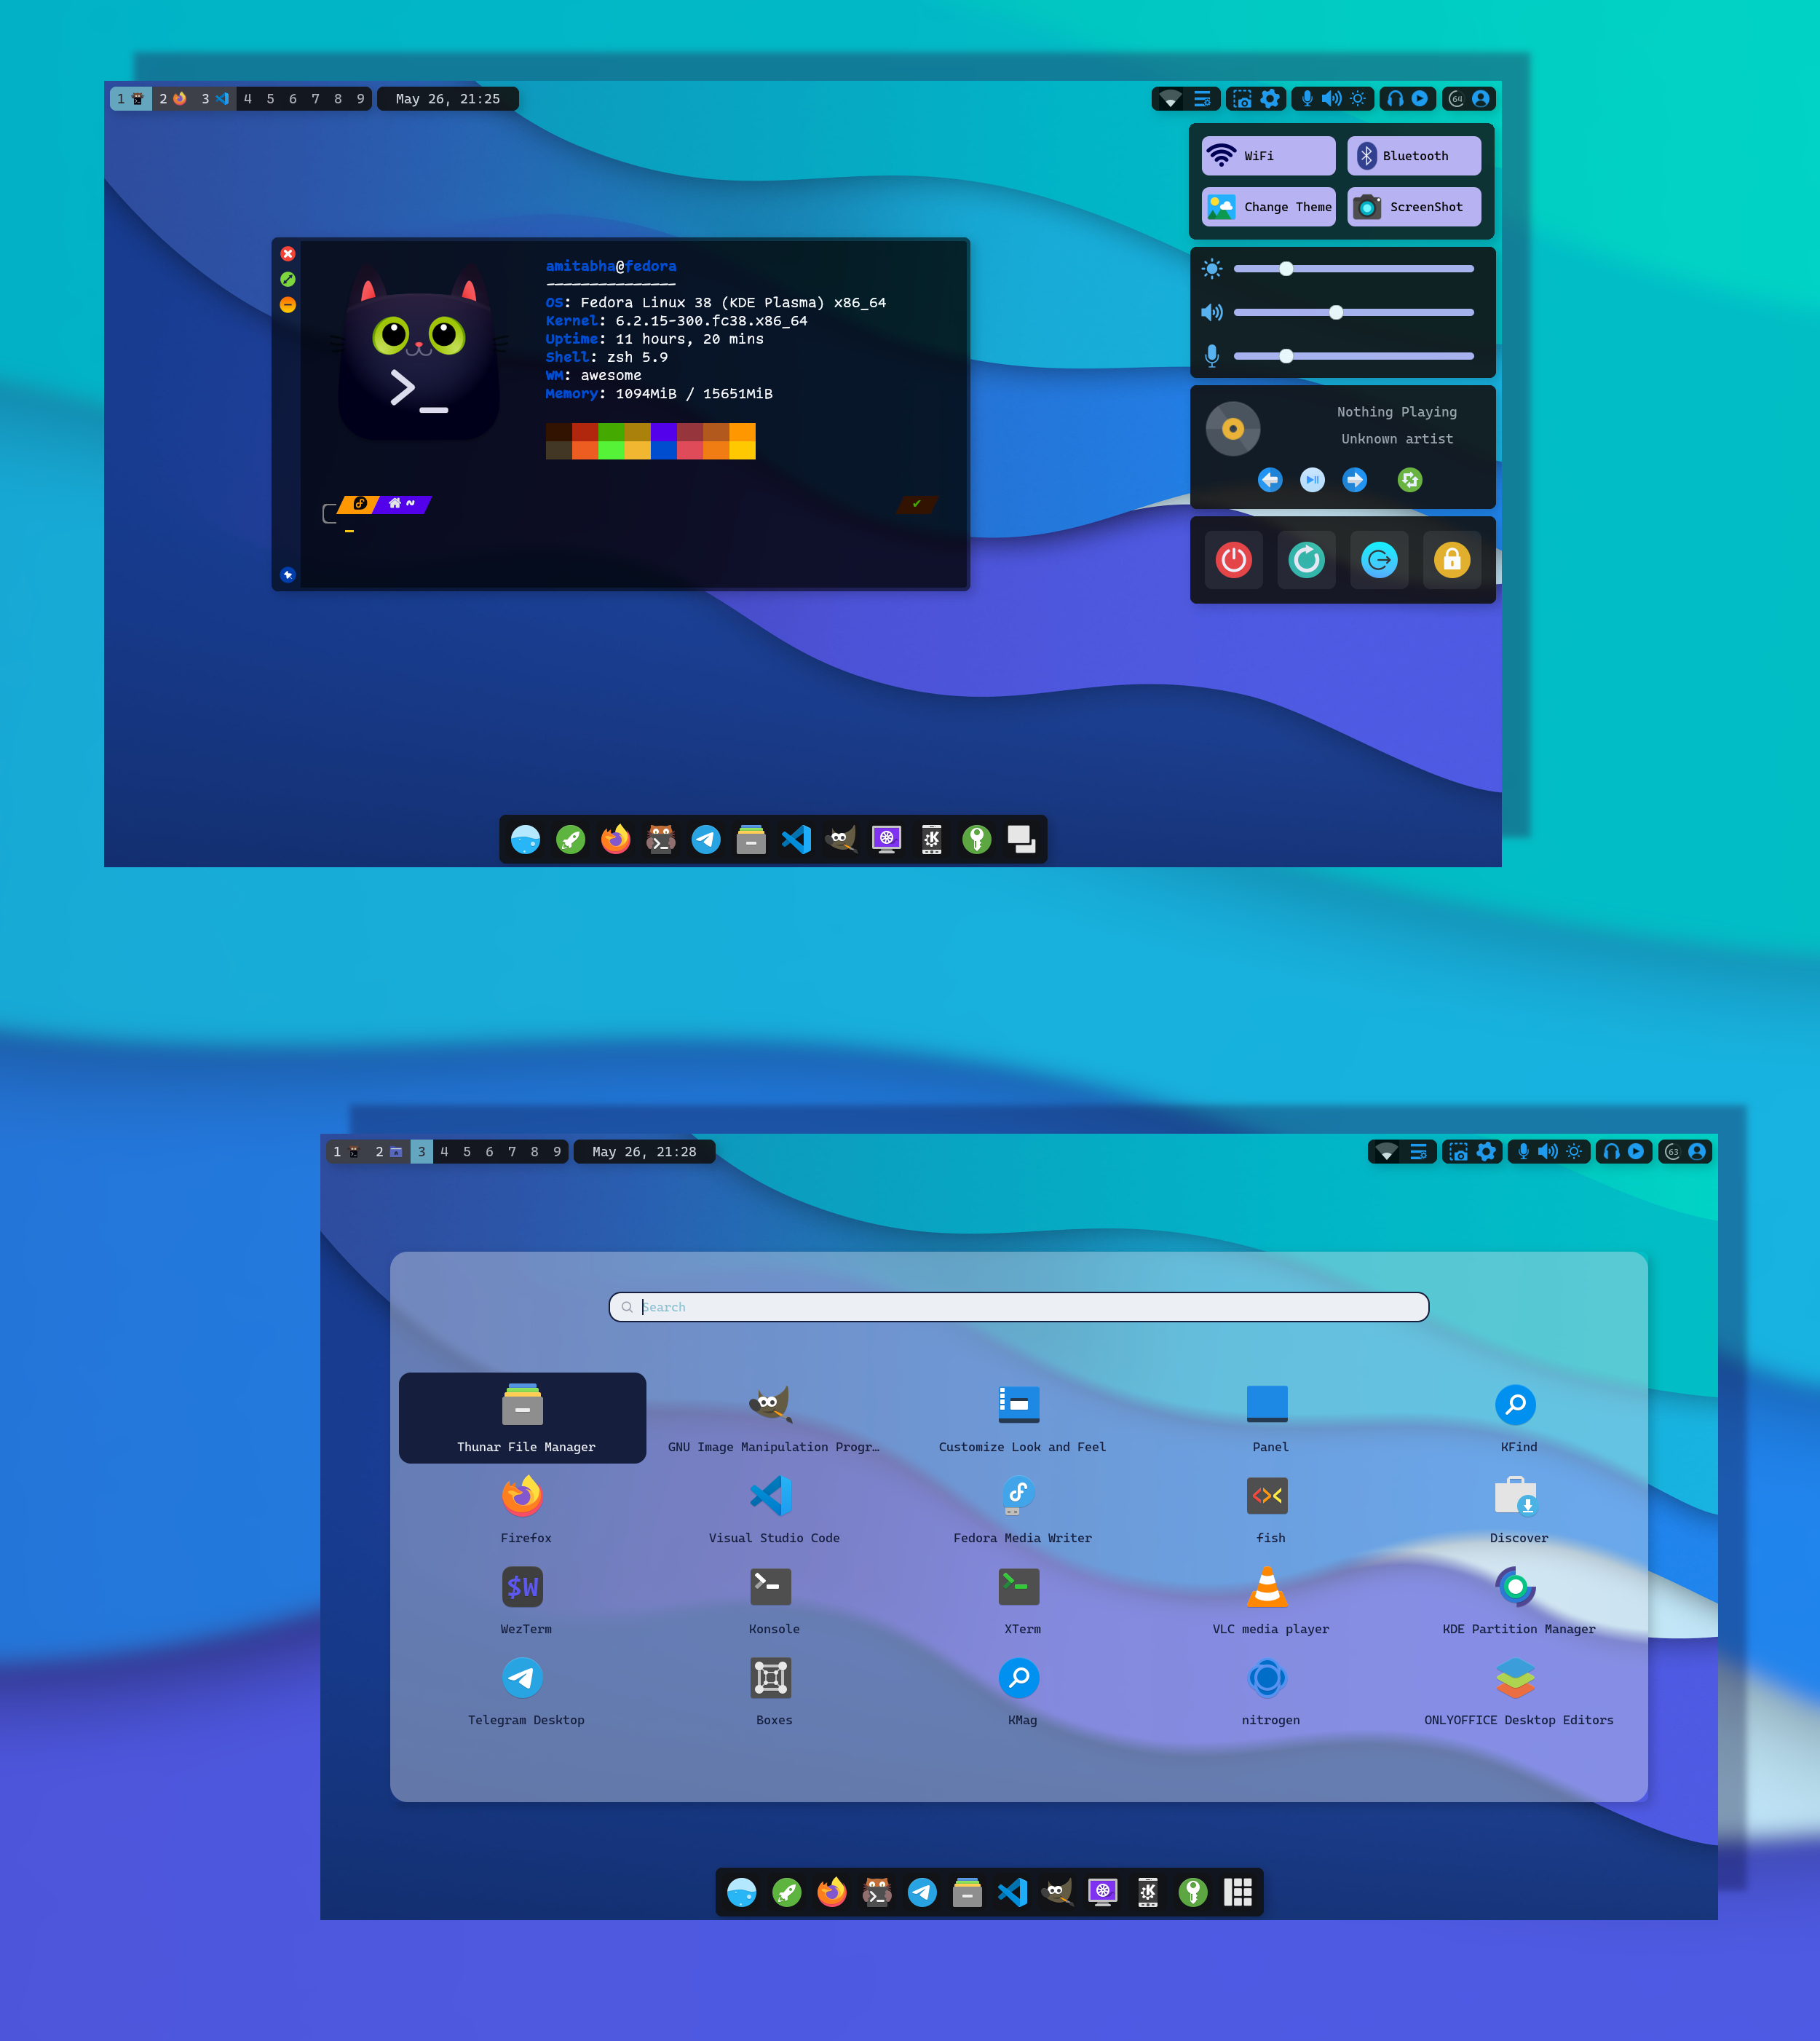 1 2 3 4 5 6 7 8 9 May 26, 21:25 64
WiFi Bluetooth
Change Theme ScreenShot
amitabha@fedora
---------------
OS: Fedora Linux 38 (KDE Plasma) x86_64
Kernel: 6.2.15-300.fc38.x86_64
Uptime: 11 hours, 20 mins
Shell: zsh 5.9
WM: awesome
Memory: 1094MiB / 15651MiB
>_
~ ✔
Nothing Playing
Unknown artist
1 2 3 4 5 6 7 8 9 May 26, 21:28 63
Search
Thunar File Manager GNU Image Manipulation Progr… Customize Look and Feel Panel KFind
Firefox Visual Studio Code Fedora Media Writer fish Discover
$W
WezTerm Konsole XTerm VLC media player KDE Partition Manager
Telegram Desktop Boxes KMag nitrogen ONLYOFFICE Desktop Editors